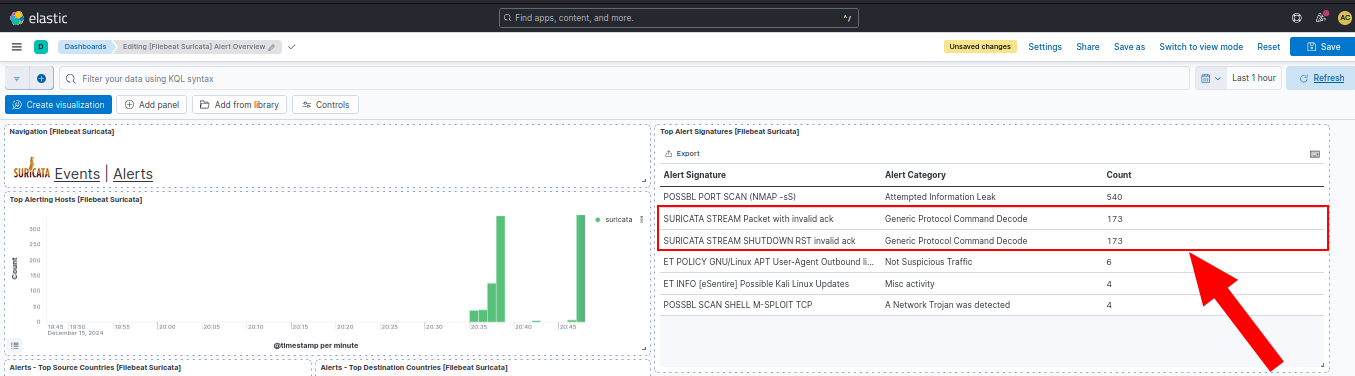 elastic
Find apps, content, and more.
^/
AC
D
Dashboards
Editing [Filebeat Suricata] Alert Overview
Unsaved changes
Settings
Share
Save as
Switch to view mode
Reset
Save
Filter your data using KQL syntax
Last 1 hour
Refresh
Create visualization
Add panel
Add from library
Controls
Navigation [Filebeat Suricata]
SURICATA
Events | Alerts
Top Alerting Hosts [Filebeat Suricata]
Count
300
250
200
150
100
50
0
19:45
19:50
19:55
20:00
20:05
20:10
20:15
20:20
20:25
20:30
20:35
20:40
20:45
December 15, 2024
@timestamp per minute
suricata
Top Alert Signatures [Filebeat Suricata]
Export
Alert Signature Alert Category Count
POSSBL PORT SCAN (NMAP -sS) Attempted Information Leak 540
SURICATA STREAM Packet with invalid ack Generic Protocol Command Decode 173
SURICATA STREAM SHUTDOWN RST invalid ack Generic Protocol Command Decode 173
ET POLICY GNU/Linux APT User-Agent Outbound li... Not Suspicious Traffic 6
ET INFO [eSentire] Possible Kali Linux Updates Misc activity 4
POSSBL SCAN SHELL M-SPLOIT TCP A Network Trojan was detected 4
Alerts - Top Source Countries [Filebeat Suricata]
Alerts - Top Destination Countries [Filebeat Suricata]